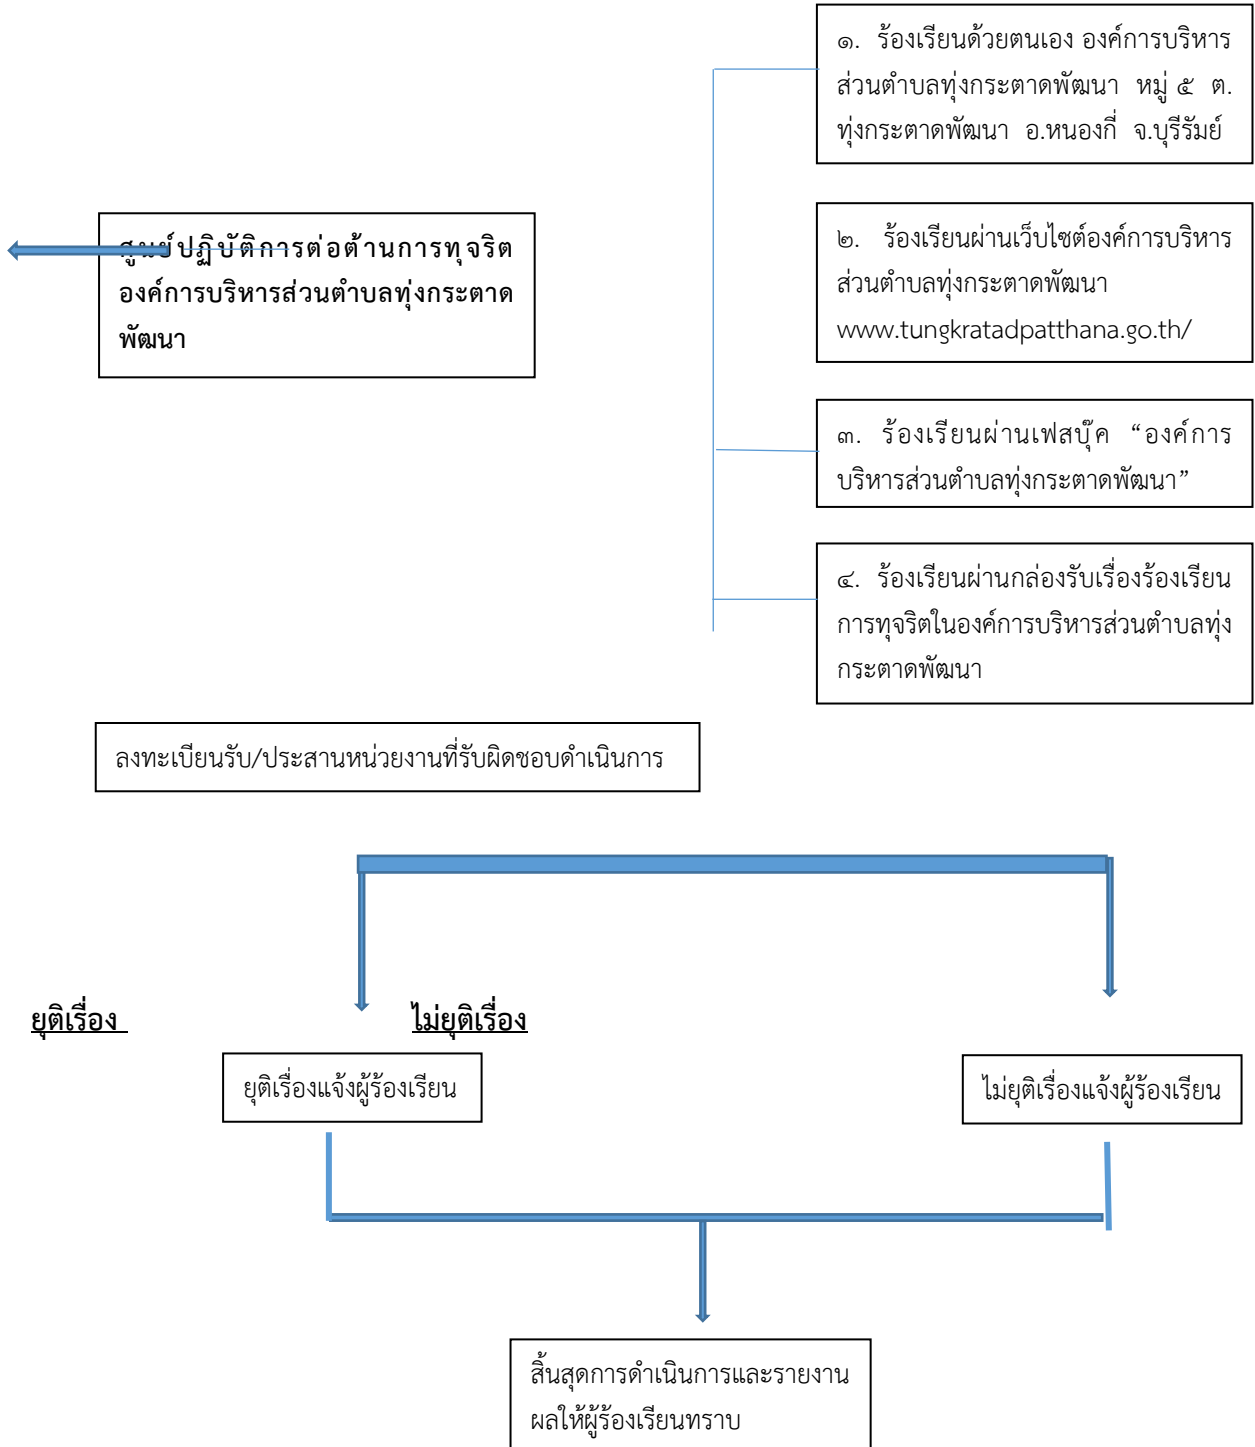 ๑. ร้องเรียนด้วยตนเอง องค์การบริหาร
ส่วนตำบลทุ่งกระตาดพัฒนา หมู่ ๕ ต.
ทุ่งกระตาดพัฒนา อ.หนองกี่ จ.บุรีรัมย์
ศูนย์ปฏิบัติการต่อต้านการทุจริต
องค์การบริหารส่วนตำบลทุ่งกระตาด
พัฒนา
๒. ร้องเรียนผ่านเว็บไซต์องค์การบริหาร
ส่วนตำบลทุ่งกระตาดพัฒนา
www.tungkratadpatthana.go.th/
๓. ร้องเรียนผ่านเฟสบุ๊ค “องค์การ
บริหารส่วนตำบลทุ่งกระตาดพัฒนา”
๔. ร้องเรียนผ่านกล่องรับเรื่องร้องเรียน
การทุจริตในองค์การบริหารส่วนตำบลทุ่ง
กระตาดพัฒนา
ลงทะเบียนรับ/ประสานหน่วยงานที่รับผิดชอบดำเนินการ
ยุติเรื่อง ไม่ยุติเรื่อง
ยุติเรื่องแจ้งผู้ร้องเรียน
ไม่ยุติเรื่องแจ้งผู้ร้องเรียน
สิ้นสุดการดำเนินการและรายงาน
ผลให้ผู้ร้องเรียนทราบ